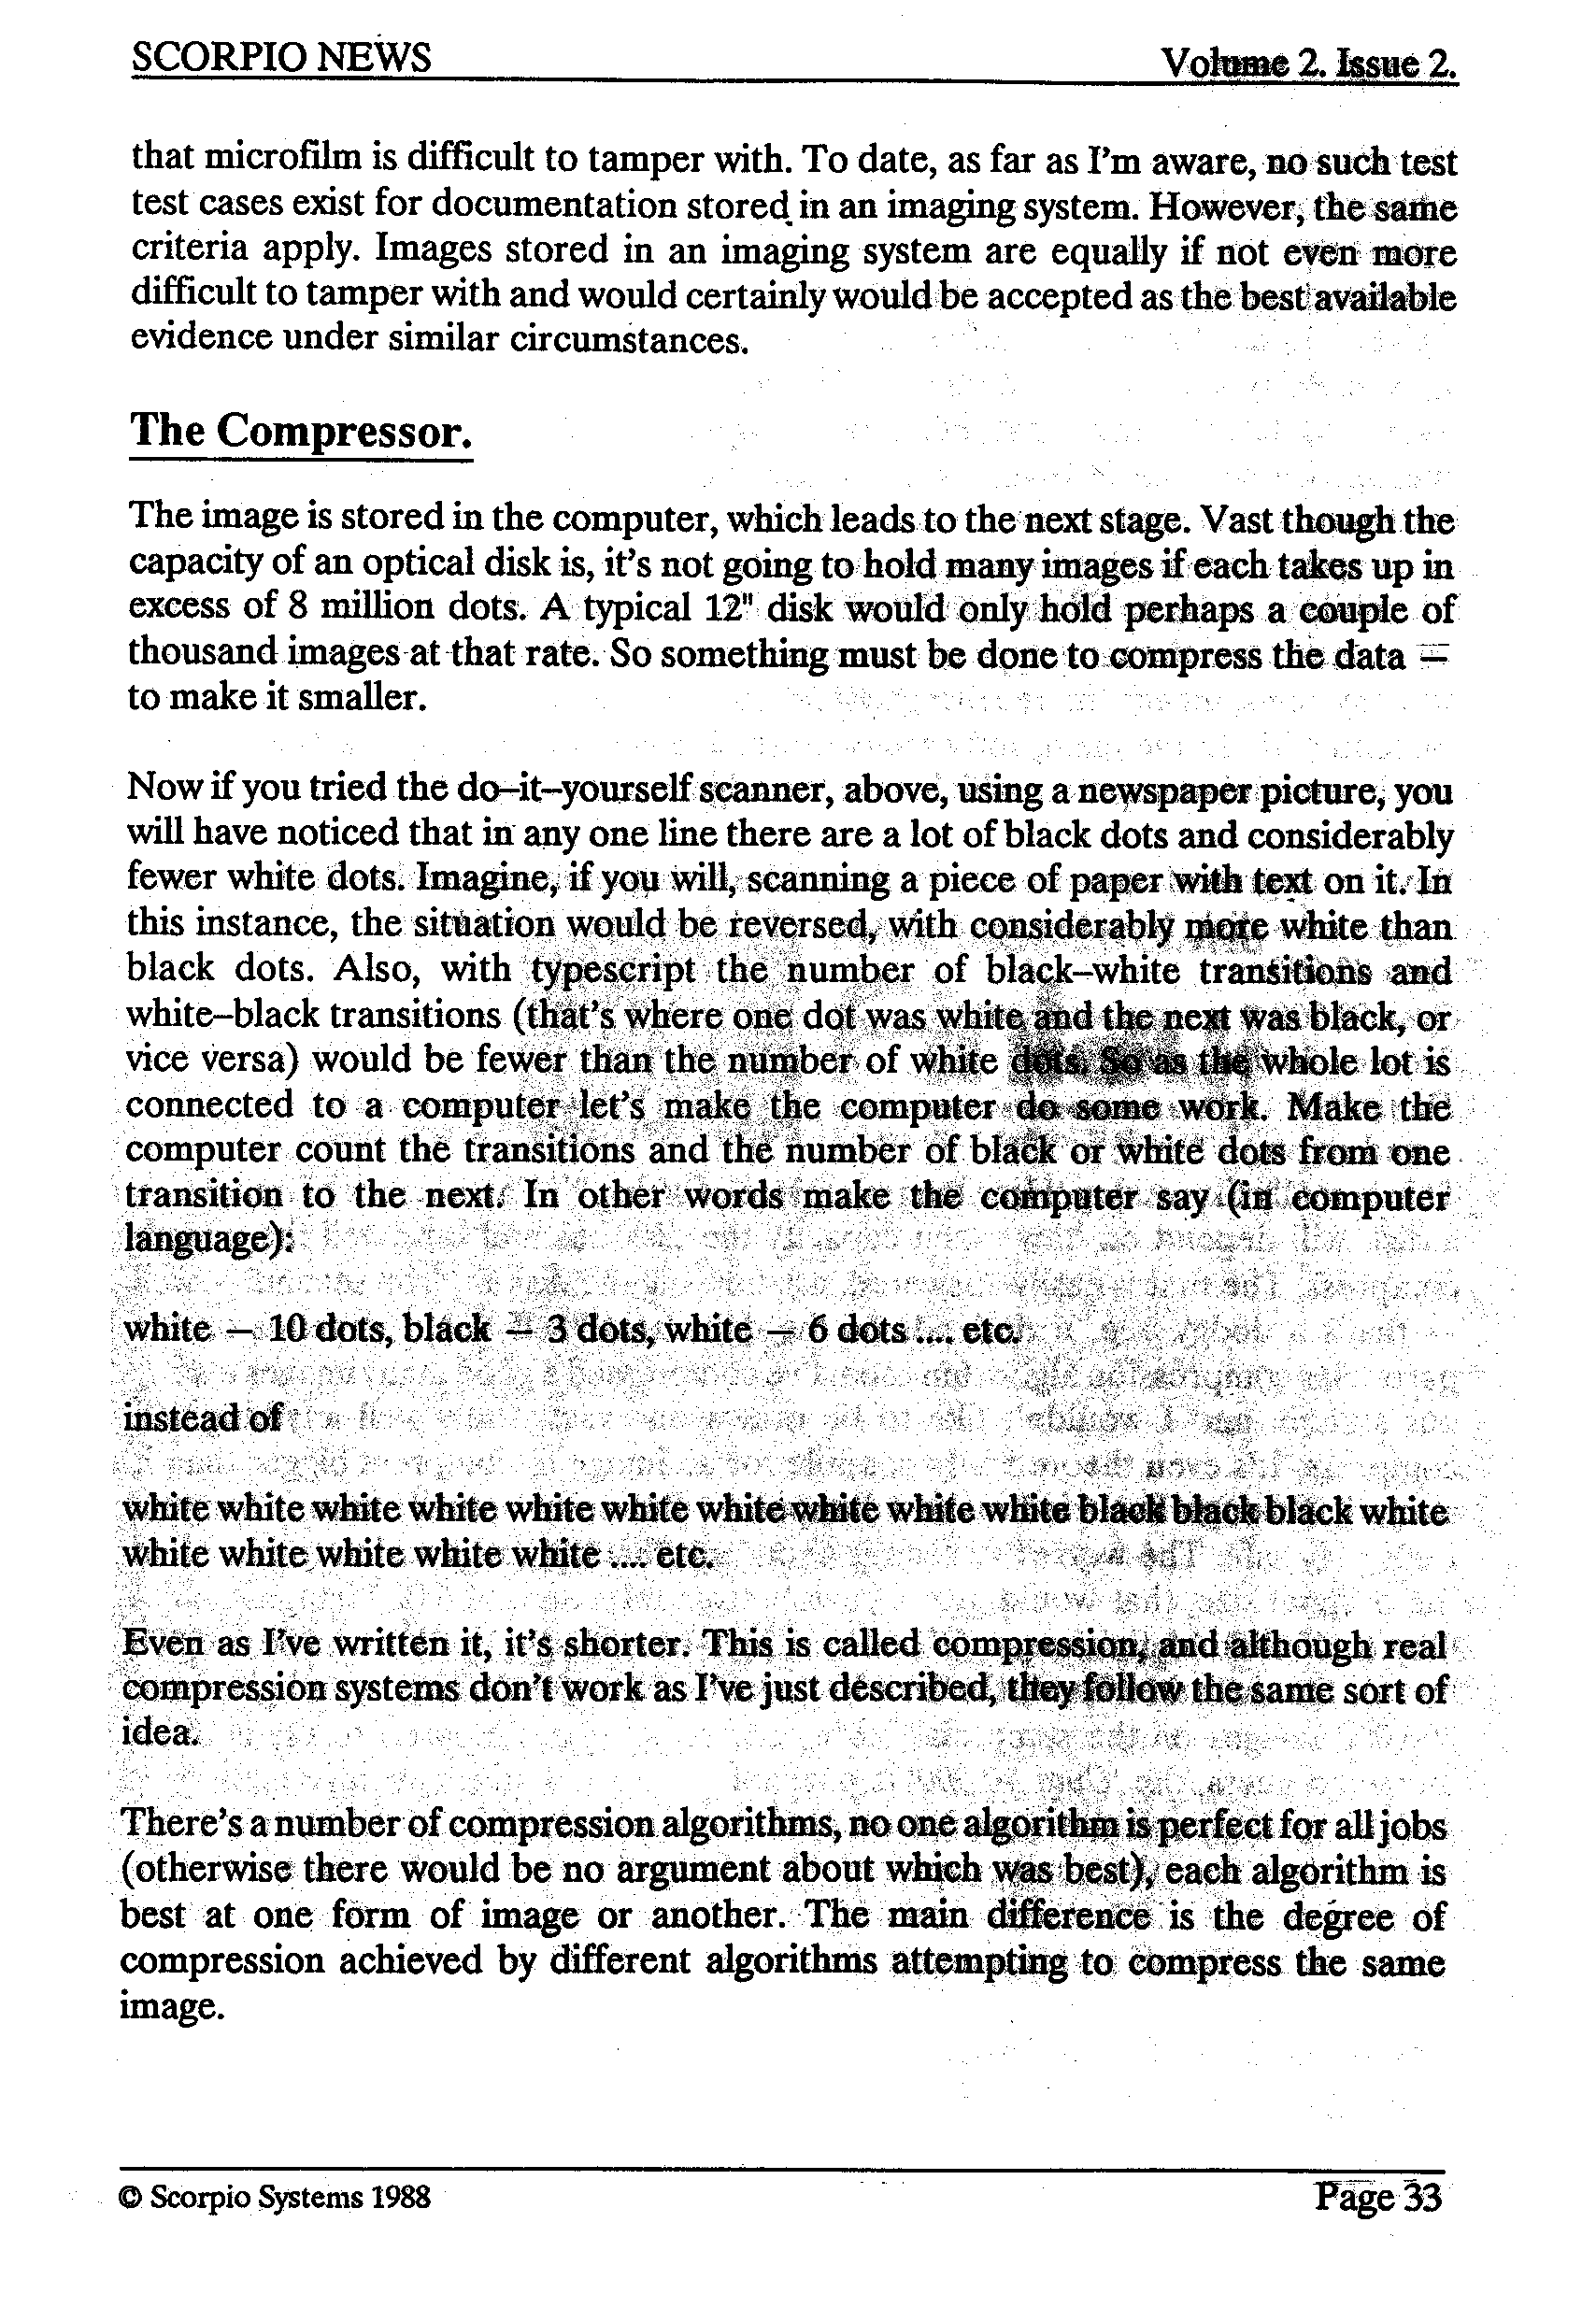 SCORPIO NEWS Volume 2. Issue 2.
that microfilm is difficult to tamper with. To date, as far as I'm aware, no such test
test cases exist for documentation stored in an imaging system. However, the same
criteria apply. Images stored in an imaging system are equally if not even more
difficult to tamper with and would certainly would be accepted as the best available
evidence under similar circumstances.
The Compressor.
The image is stored in the computer, which leads to the next stage. Vast though the
capacity of an optical disk is, it's not going to hold many images if each takes up in
excess of 8 million dots. A typical 12" disk would only hold perhaps a couple of
thousand images at that rate. So something must be done to compress the data –
to make it smaller.
Now if you tried the do–it–yourself scanner, above, using a newspaper picture, you
will have noticed that in any one line there are a lot of black dots and considerably
fewer white dots. Imagine, if you will, scanning a piece of paper with text on it. In
this instance, the situation would be reversed, with considerably more white than
black dots. Also, with typescript the number of black–white transitions and
white–black transitions (that's where one dot was white and the next was black, or
vice versa) would be fewer than the number of white dots. So as the whole lot is
connected to a computer let's make the computer do some work. Make the
computer count the transitions and the number of black or white dots from one
transition to the next. In other words make the computer say (in computer
language):
white – 10 dots, black – 3 dots, white – 6 dots .... etc.
instead of
white white white white white white white white white white black black black white
white white white white white .... etc.
Even as I've written it, it's shorter. This is called compression, and although real
compression systems don't work as I've just described, they follow the same sort of
idea.
There's a number of compression algorithms, no one algorithm is perfect for all jobs
(otherwise there would be no argument about which was best), each algorithm is
best at one form of image or another. The main difference is the degree of
compression achieved by different algorithms attempting to compress the same
image.
© Scorpio Systems 1988 Page 33